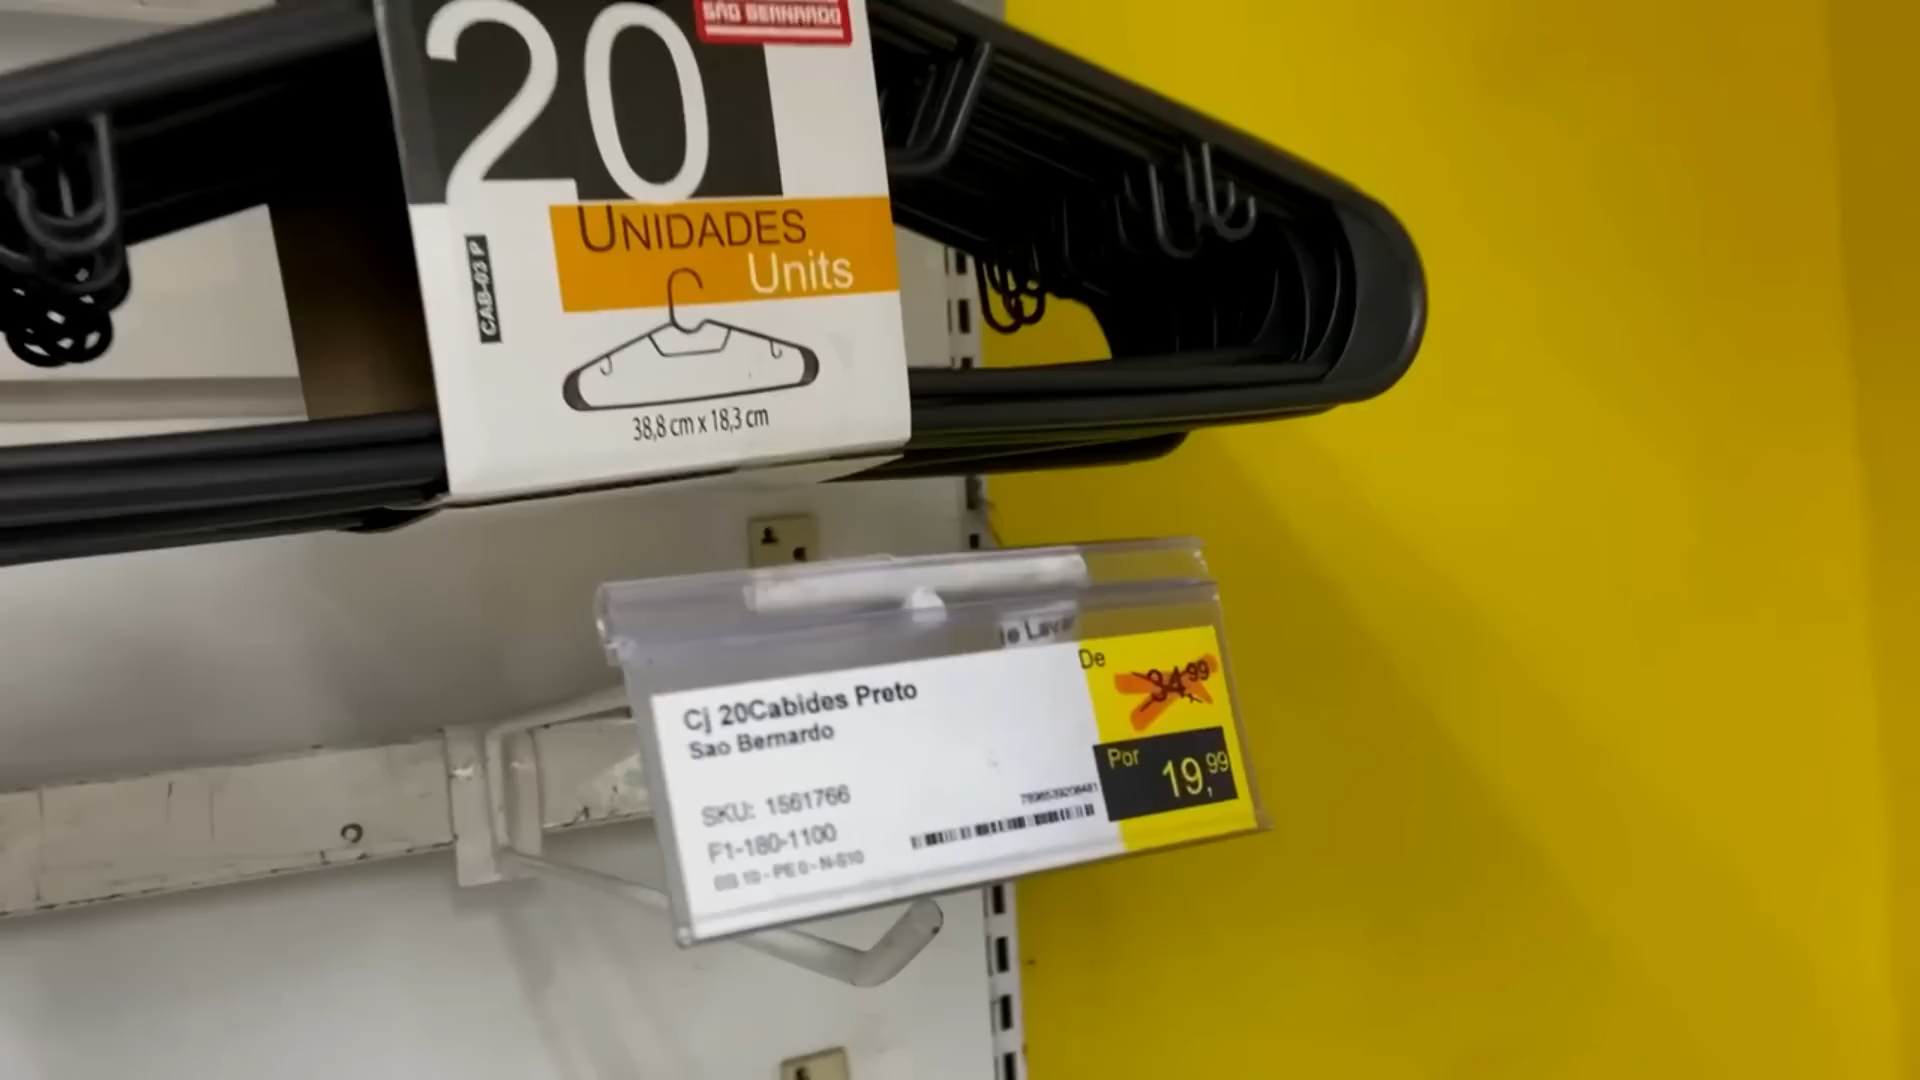 SÃO BERNARDO
20
UNIDADES
Units
CAB-03 P
38,8 cm x 18,3 cm
Cj 20Cabides Preto
Sao Bernardo
SKU: 1561766
F1-180-1100
De 34,99
Por 19,99